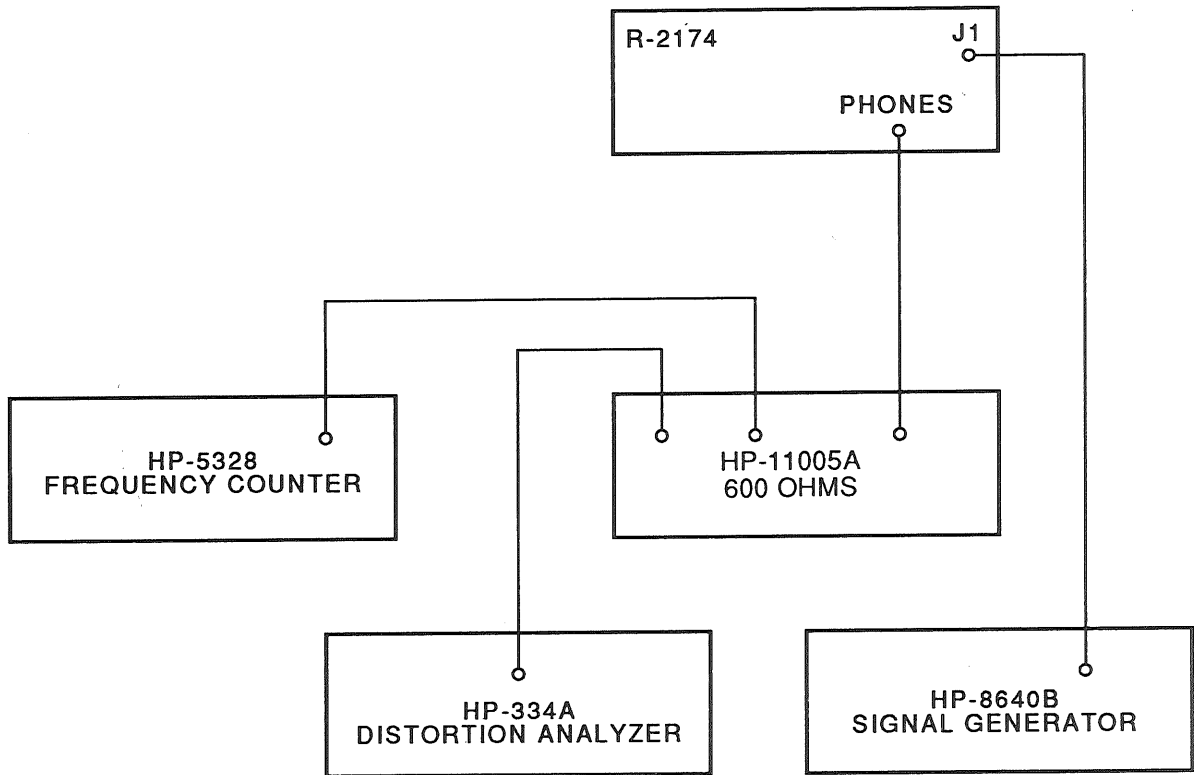 R-2174
J1
PHONES
HP-5328
FREQUENCY COUNTER
HP-11005A
600 OHMS
HP-334A
DISTORTION ANALYZER
HP-8640B
SIGNAL GENERATOR